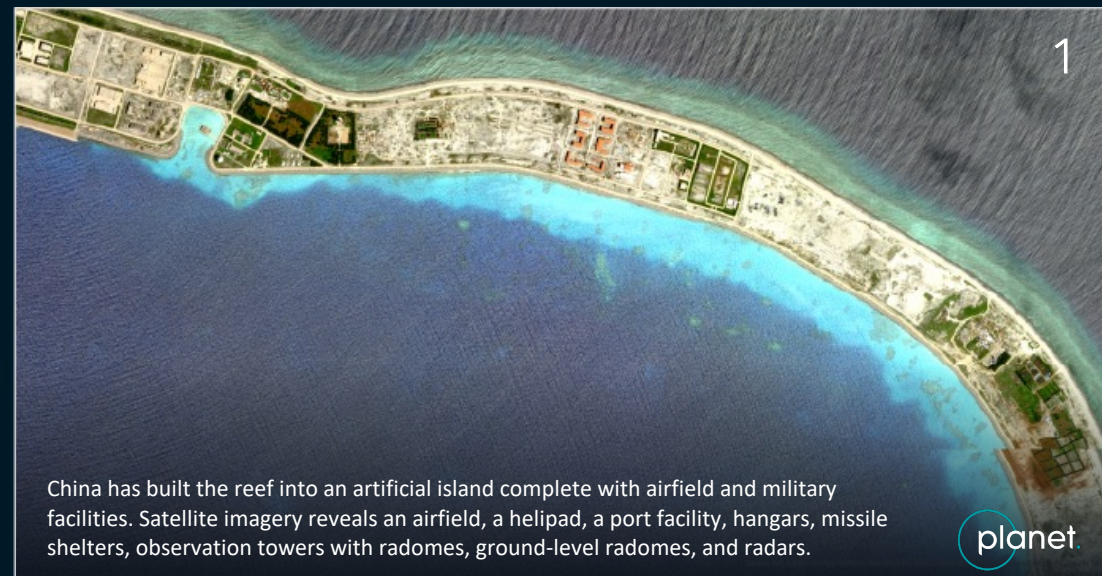 1
China has built the reef into an artificial island complete with airfield and military
facilities. Satellite imagery reveals an airfield, a helipad, a port facility, hangars, missile
shelters, observation towers with radomes, ground-level radomes, and radars.
planet.